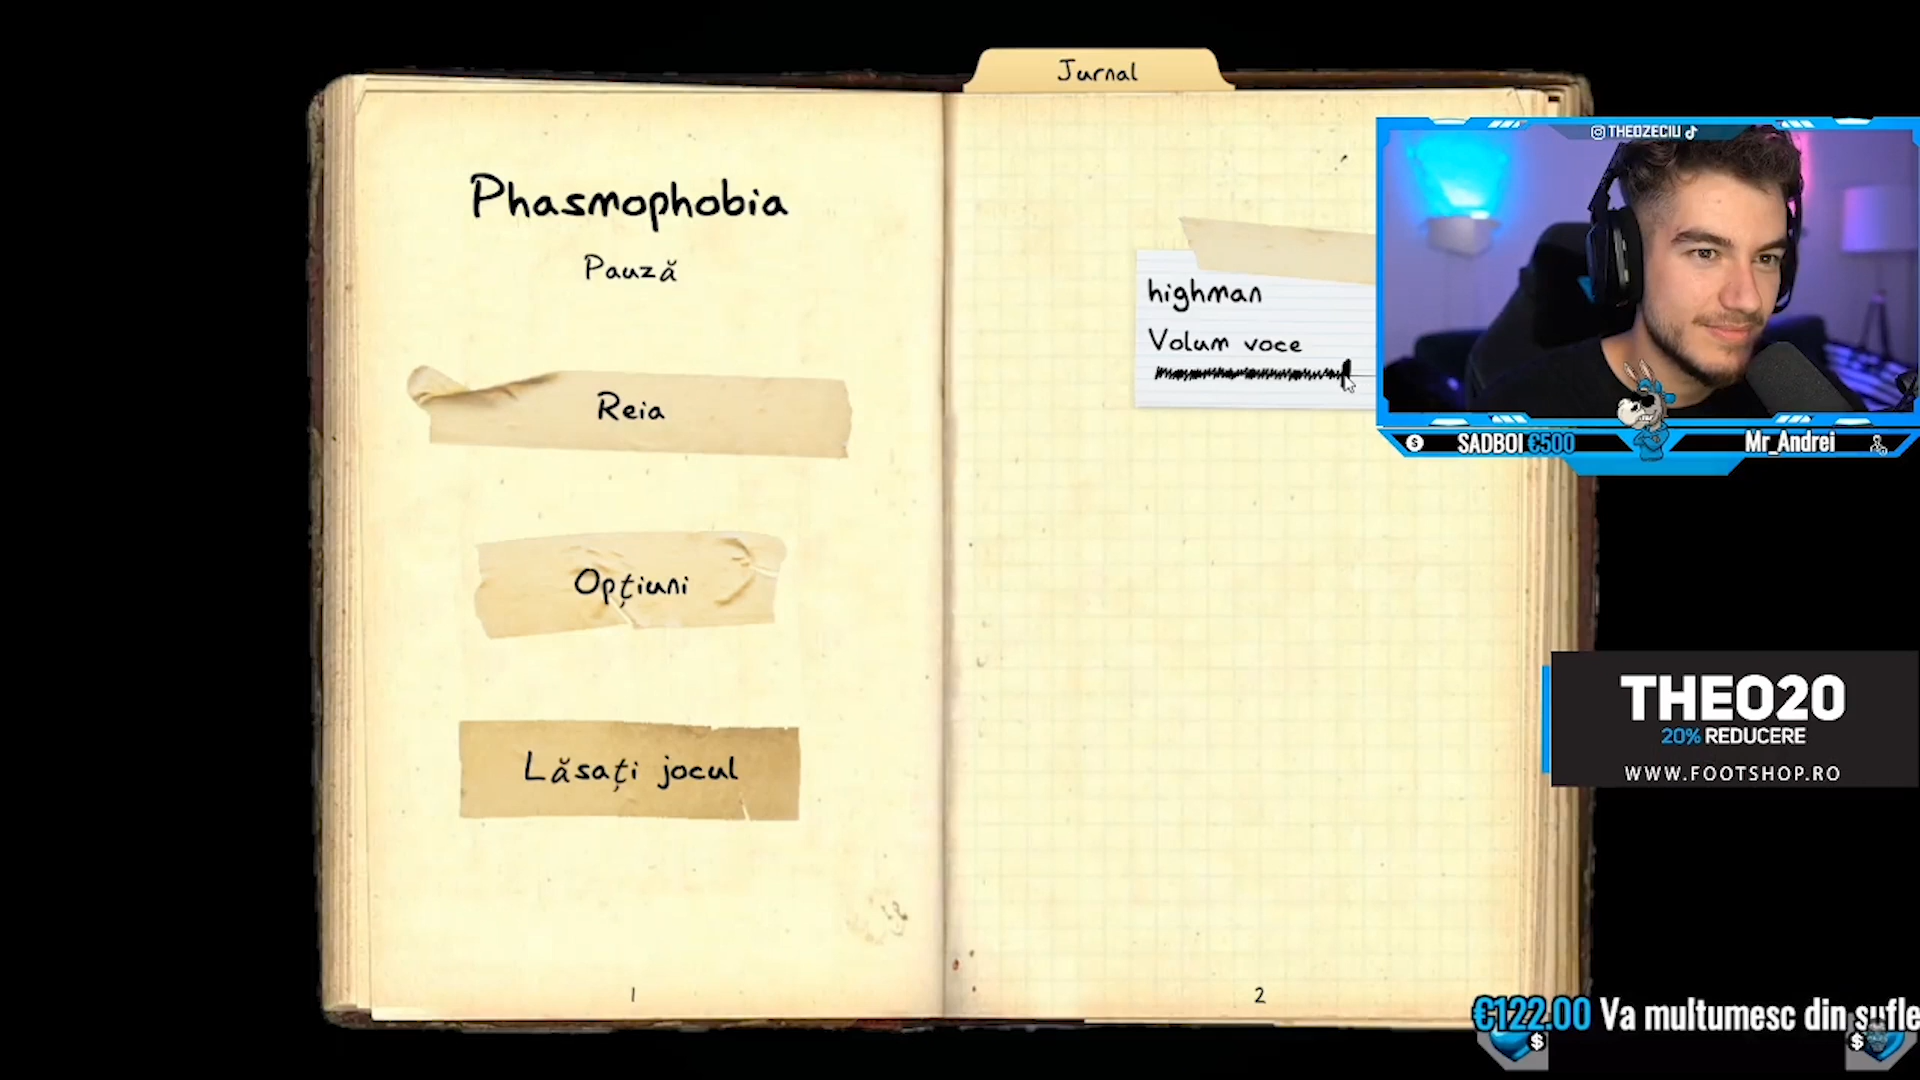 Jurnal
Phasmophobia
Pauză
Reia
Opțiuni
Lăsați jocul
1
highman
Volum voce
2
THEOZECIU
SADBOI €500
Mr_Andrei
THEO20
20% REDUCERE
WWW.FOOTSHOP.RO
€122.00 Va multumesc din sufle